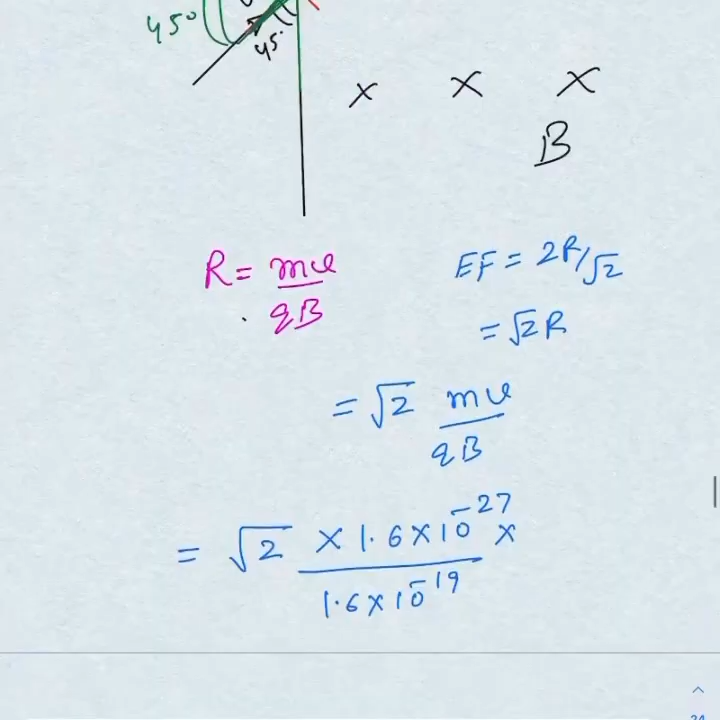 45°
45°
× × ×
B
R = mv
qB
EF = 2R/√2
= √2R
= √2 mv
qB
= √2 × 1.6×10⁻²⁷ ×
1.6×10⁻¹⁹